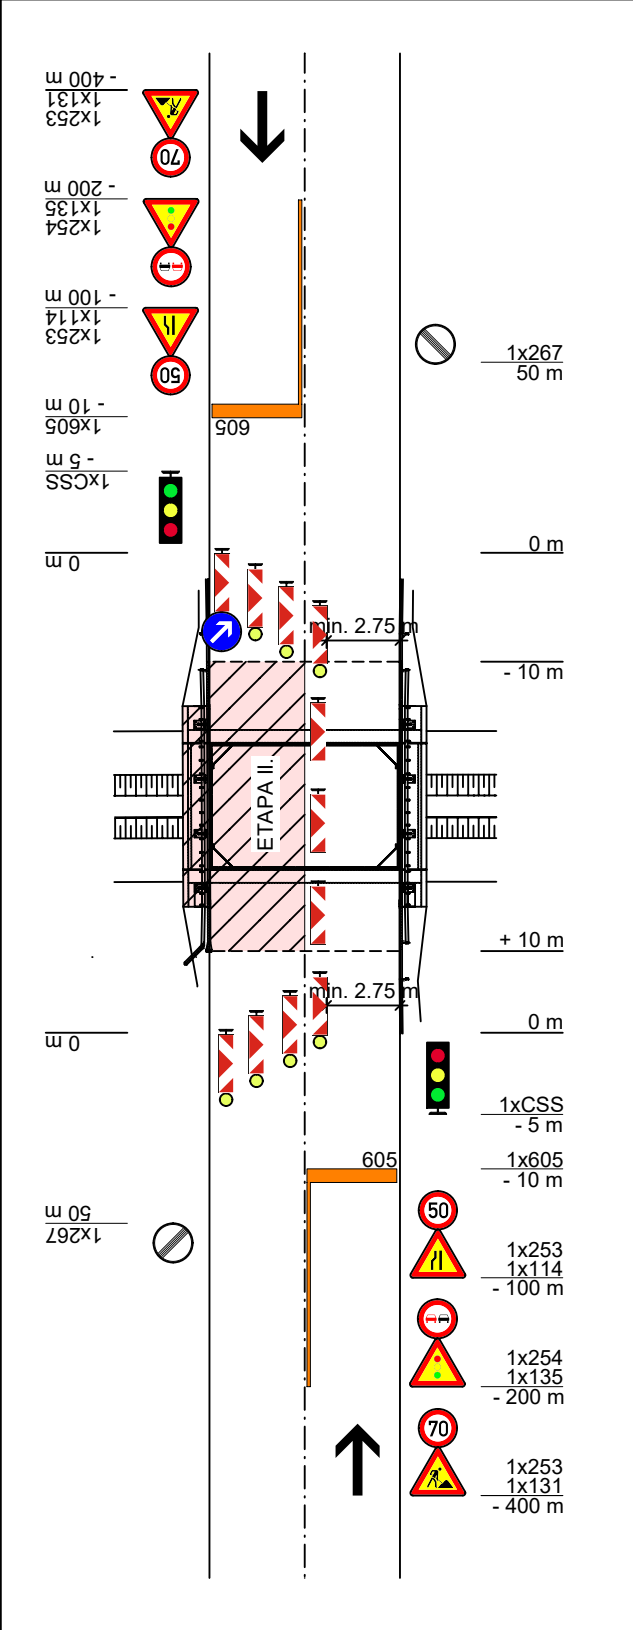 - 400 m
1x131
1x253
70
- 200 m
1x135
1x254
- 100 m
1x114
1x253
50
1x267
50 m
- 10 m
1x605
605
- 5 m
1xCSS
0 m
0 m
min. 2.75 m
- 10 m
ETAPA II.
+ 10 m
min. 2.75 m
0 m
0 m
1xCSS
- 5 m
605
1x605
- 10 m
50 m
1x267
50
1x253
1x114
- 100 m
1x254
1x135
- 200 m
70
1x253
1x131
- 400 m